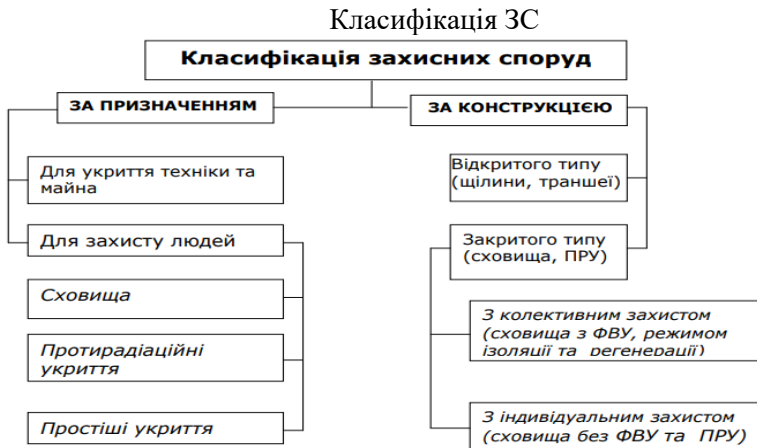 Класифікація ЗС
Класифікація захисних споруд
ЗА ПРИЗНАЧЕННЯМ
ЗА КОНСТРУКЦІЄЮ
Для укриття техніки та
майна
Для захисту людей
Сховища
Протирадіаційні
укриття
Простіші укриття
Відкритого типу
(щілини, траншеї)
Закритого типу
(сховища, ПРУ)
З колективним захистом
(сховища з ФВУ, режимом
ізоляції та регенерації)
З індивідуальним захистом
(сховища без ФВУ та ПРУ)